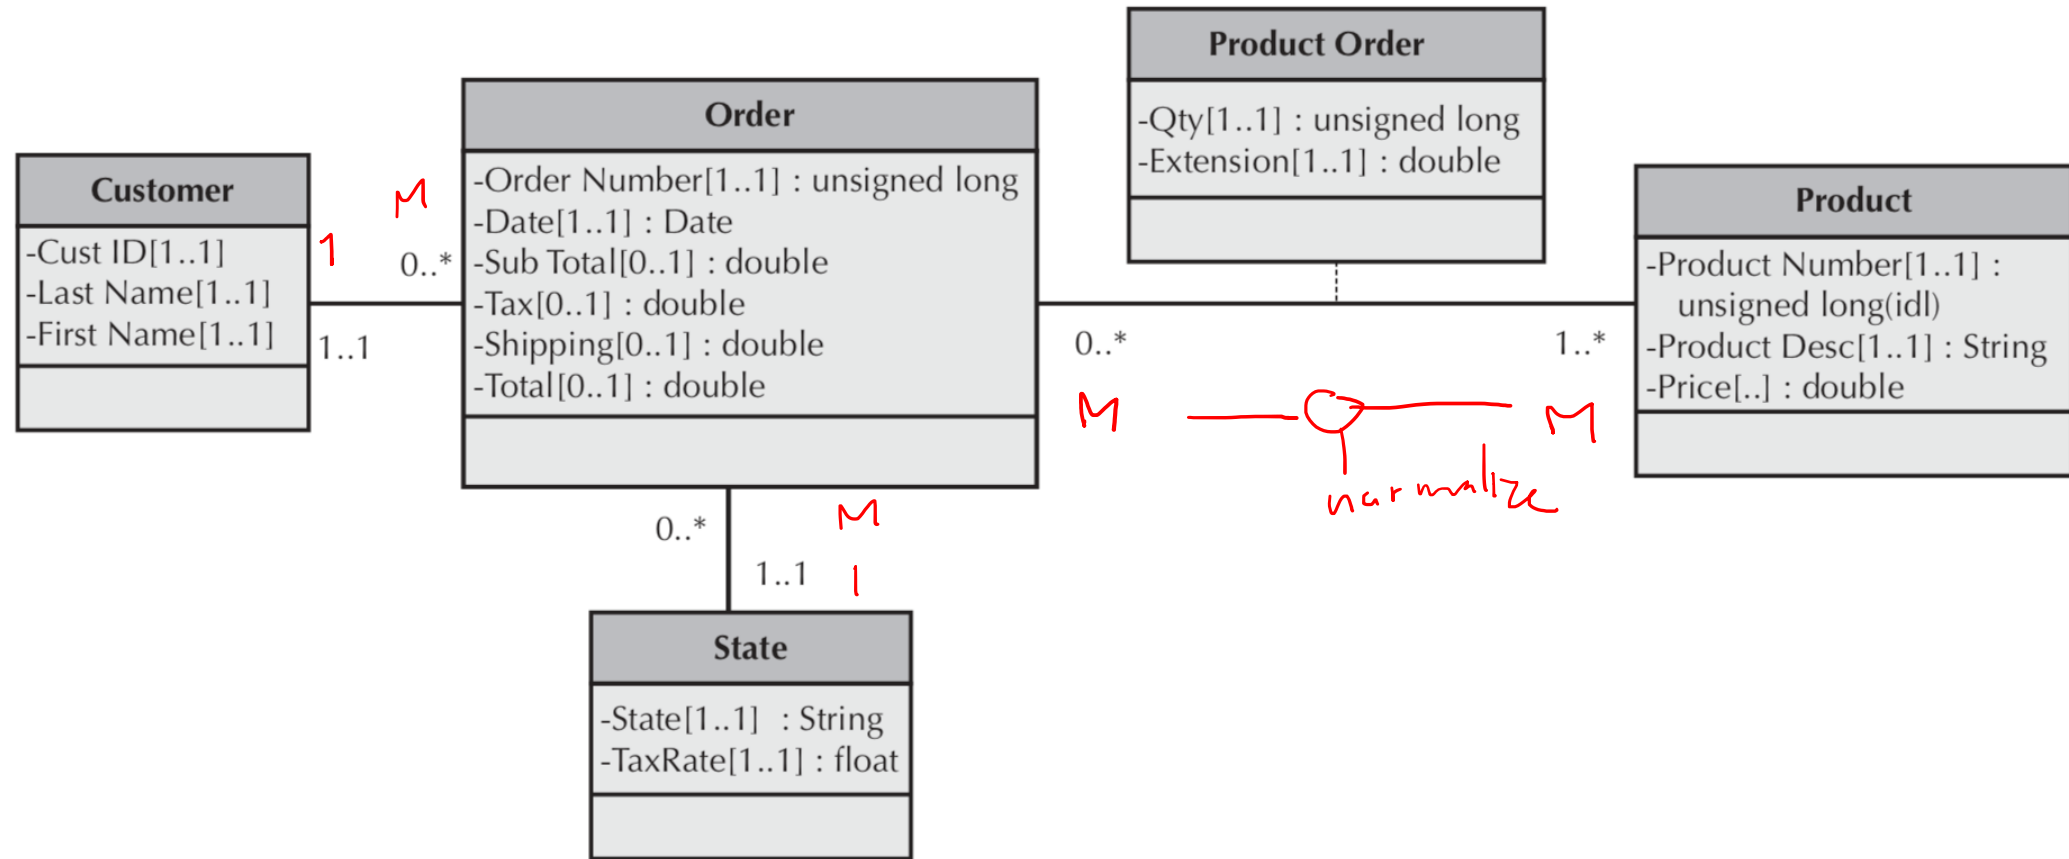 Customer
-Cust ID[1..1]
-Last Name[1..1]
-First Name[1..1]
1
M
0..*
1..1
Order
-Order Number[1..1] : unsigned long
-Date[1..1] : Date
-Sub Total[0..1] : double
-Tax[0..1] : double
-Shipping[0..1] : double
-Total[0..1] : double
Product Order
-Qty[1..1] : unsigned long
-Extension[1..1] : double
0..*
1..*
M
M
normalize
Product
-Product Number[1..1] :
unsigned long(idl)
-Product Desc[1..1] : String
-Price[..] : double
0..*
M
1..1
1
State
-State[1..1] : String
-TaxRate[1..1] : float